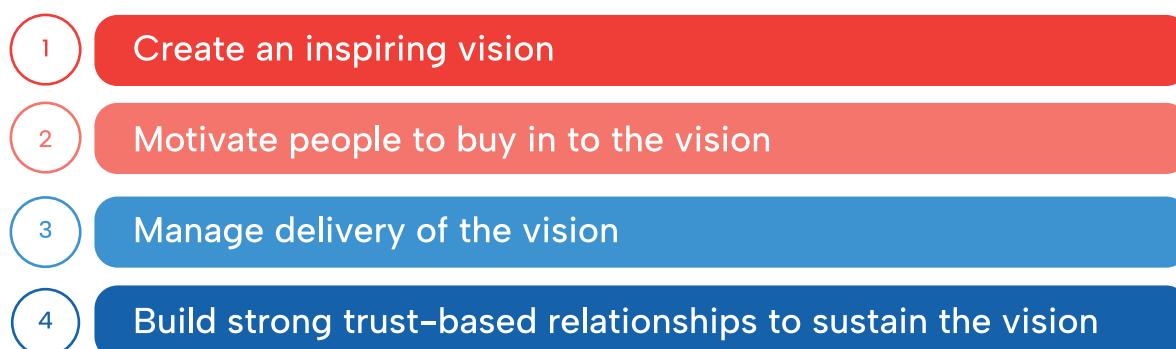 1 Create an inspiring vision
2 Motivate people to buy in to the vision
3 Manage delivery of the vision
4 Build strong trust-based relationships to sustain the vision